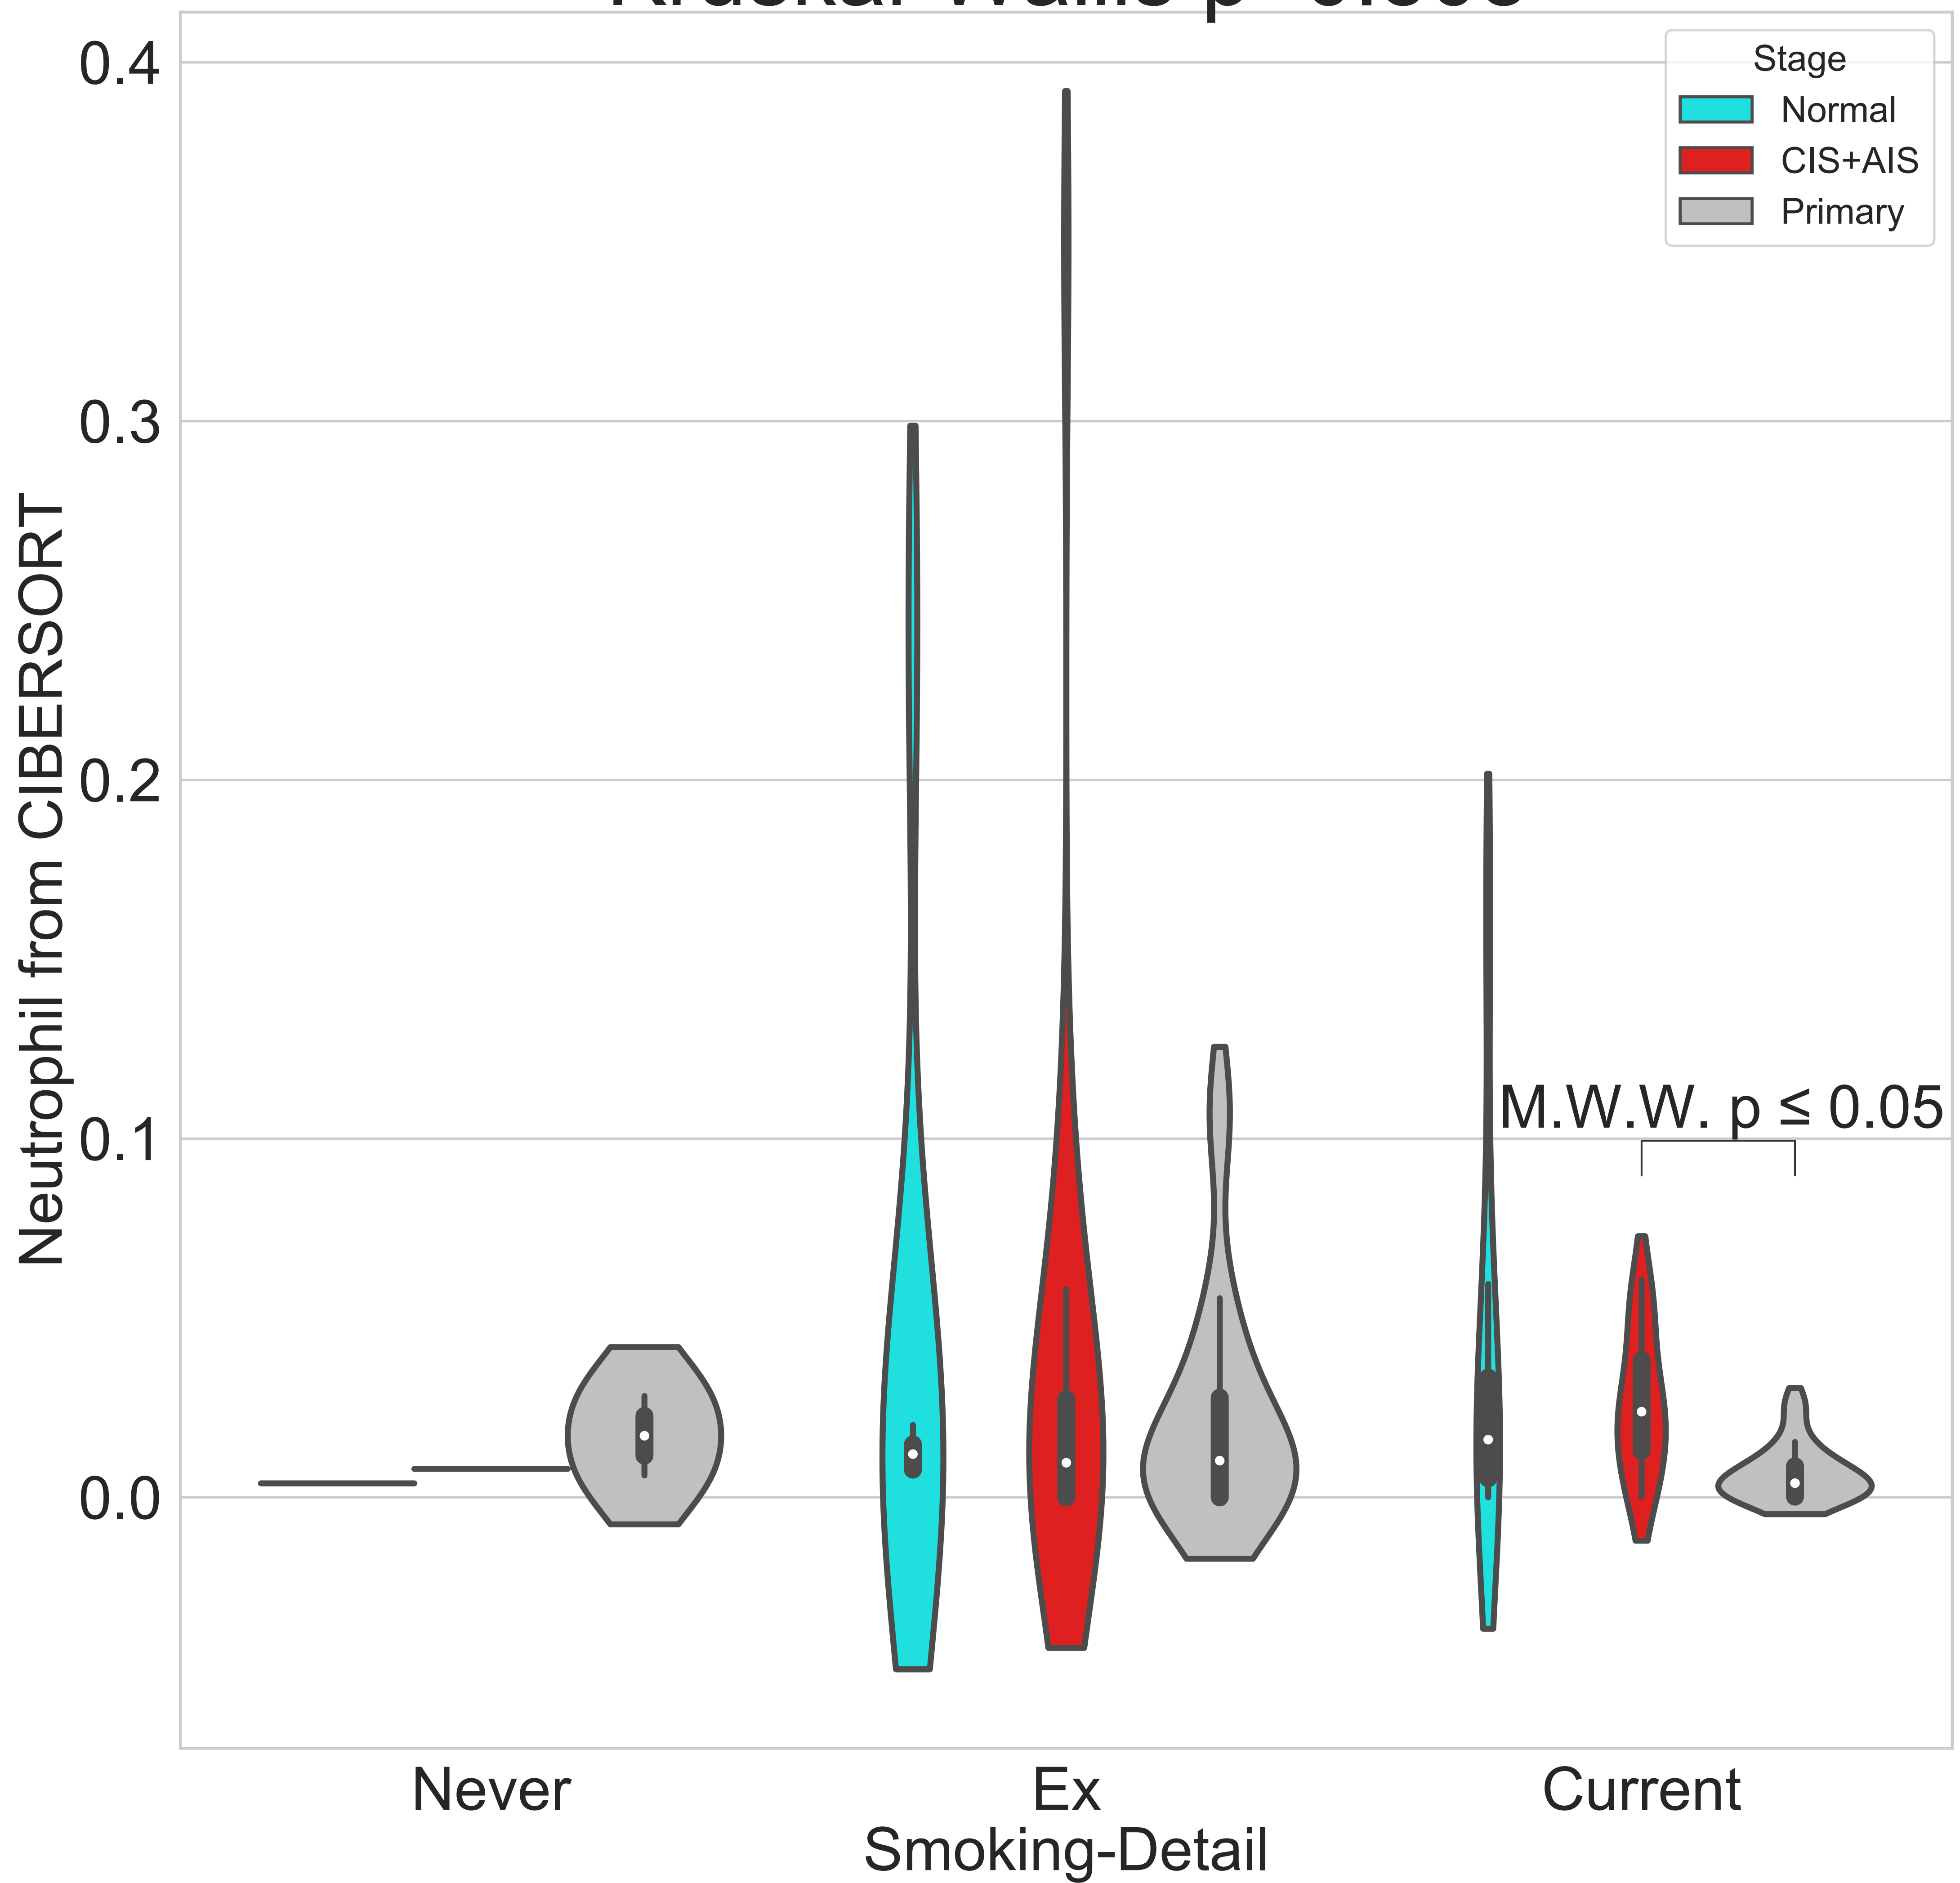 0.4
0.3
0.2
0.1
0.0
Neutrophil from CIBERSORT
Stage
Normal
CIS+AIS
Primary
M.W.W. p ≤ 0.05
Never
Ex
Current
Smoking-Detail